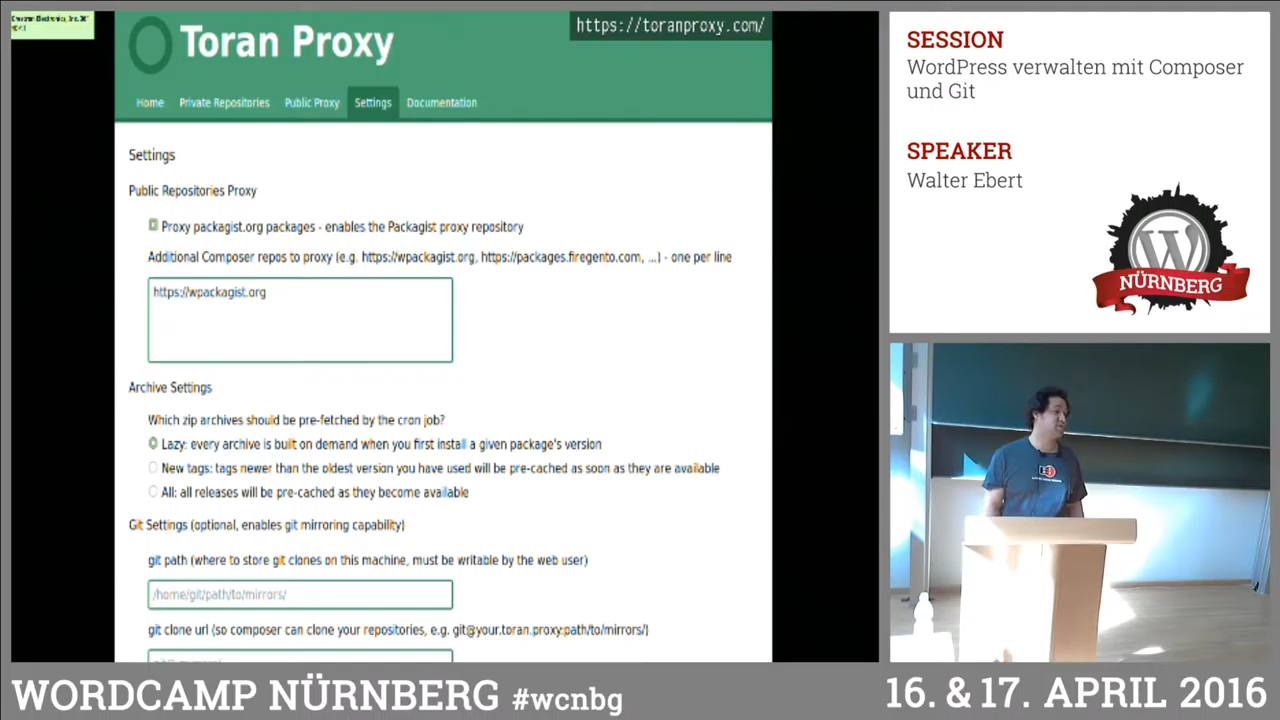 https://toranproxy.com/
Toran Proxy
Home Private Repositories Public Proxy Settings Documentation
Settings
Public Repositories Proxy
Proxy packagist.org packages - enables the Packagist proxy repository
Additional Composer repos to proxy (e.g. https://wpackagist.org, https://packages.firegento.com, ...) - one per line
https://wpackagist.org
Archive Settings
Which zip archives should be pre-fetched by the cron job?
Lazy: every archive is built on demand when you first install a given package's version
New tags: tags newer than the oldest version you have used will be pre-cached as soon as they are available
All: all releases will be pre-cached as they become available
Git Settings (optional, enables git mirroring capability)
git path (where to store git clones on this machine, must be writable by the web user)
/home/git/path/to/mirrors/
git clone url (so composer can clone your repositories, e.g. git@your.toran.proxy:path/to/mirrors/)
SESSION
WordPress verwalten mit Composer
und Git
SPEAKER
Walter Ebert
W
NÜRNBERG
WORDCAMP NÜRNBERG #wcnbg
16. & 17. APRIL 2016